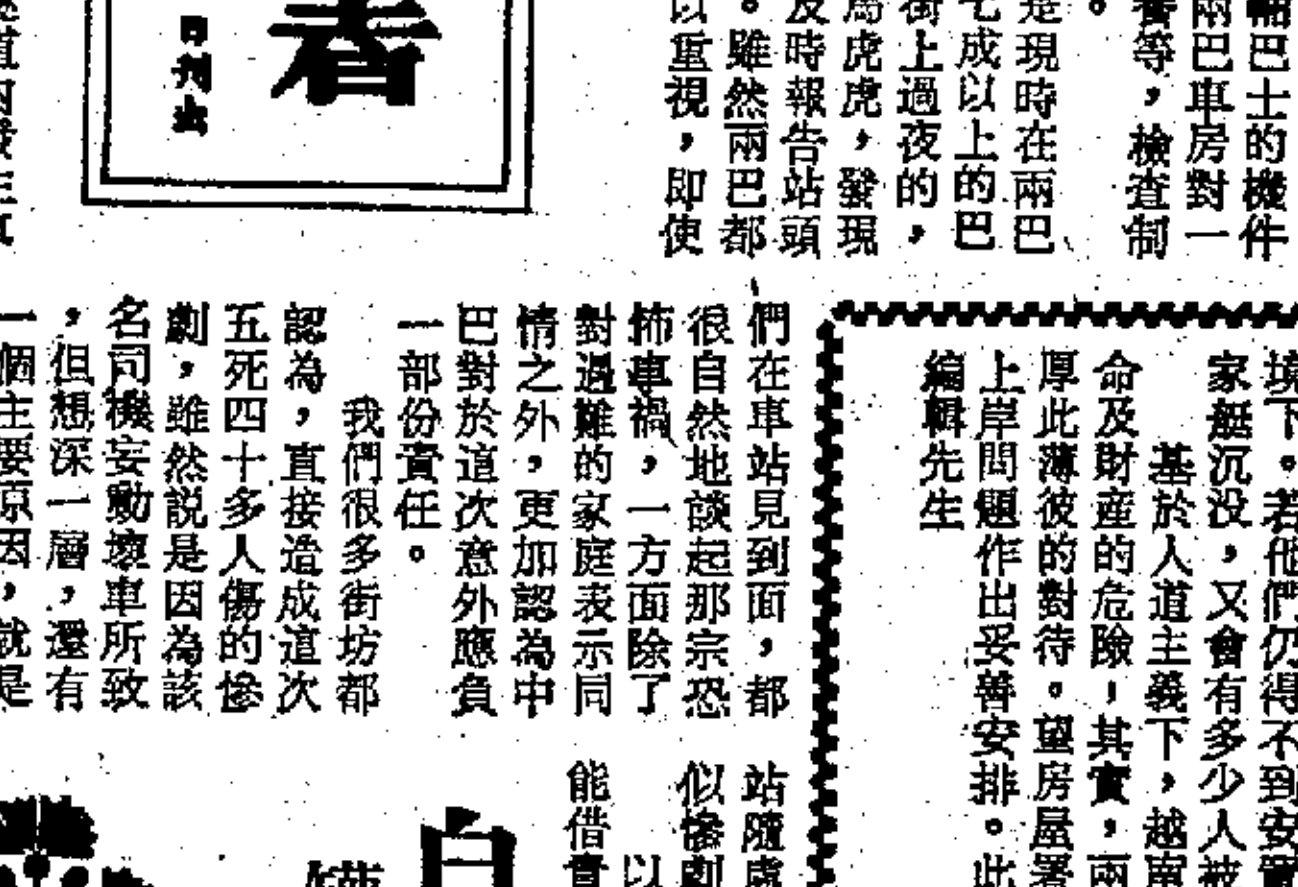 輛巴士的機件
兩巴車房對一
養等，檢查制
。
是現時在兩巴
七成以上的巴
街上過夜的，
馬虎虎，發現
及時報告站頭
。雖然兩巴都
以重視，即使
者
日刊出
境下。若他們仍得不到安置
家艇沉没，又會有多少人被
基於人道主義下，越南
命及財產的危險！其實，兩
厚此薄彼的對待。望房屋署
上岸問題作出妥善安排。此
編輯先生
們在車站見到面，都
很自然地談起那宗恐
怖車禍，一方面除了
對遇難的家庭表示同
情之外，更加認為中
巴對於這次意外應負
一部份責任。
我們很多街坊都
認為，直接造成這次
五死四十多人傷的慘
劇，雖然説是因為該
名司機妄動壞車所致
，但想深一層，還有
一個主要原因，就是
站隨處
似慘劇
以
能借
白